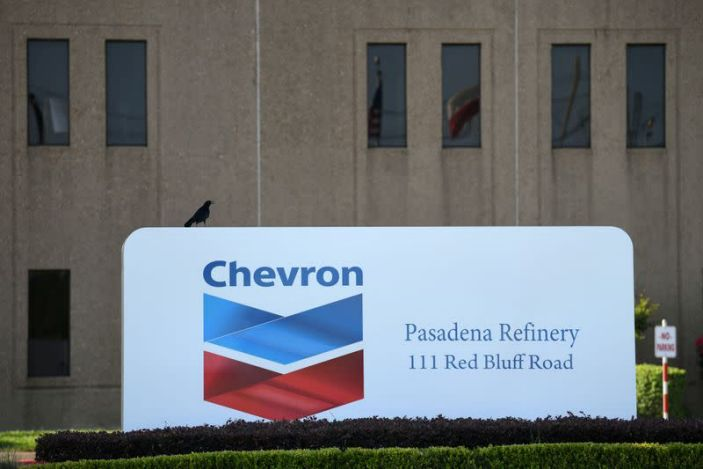 Chevron
Pasadena Refinery
111 Red Bluff Road
NO
PARKING